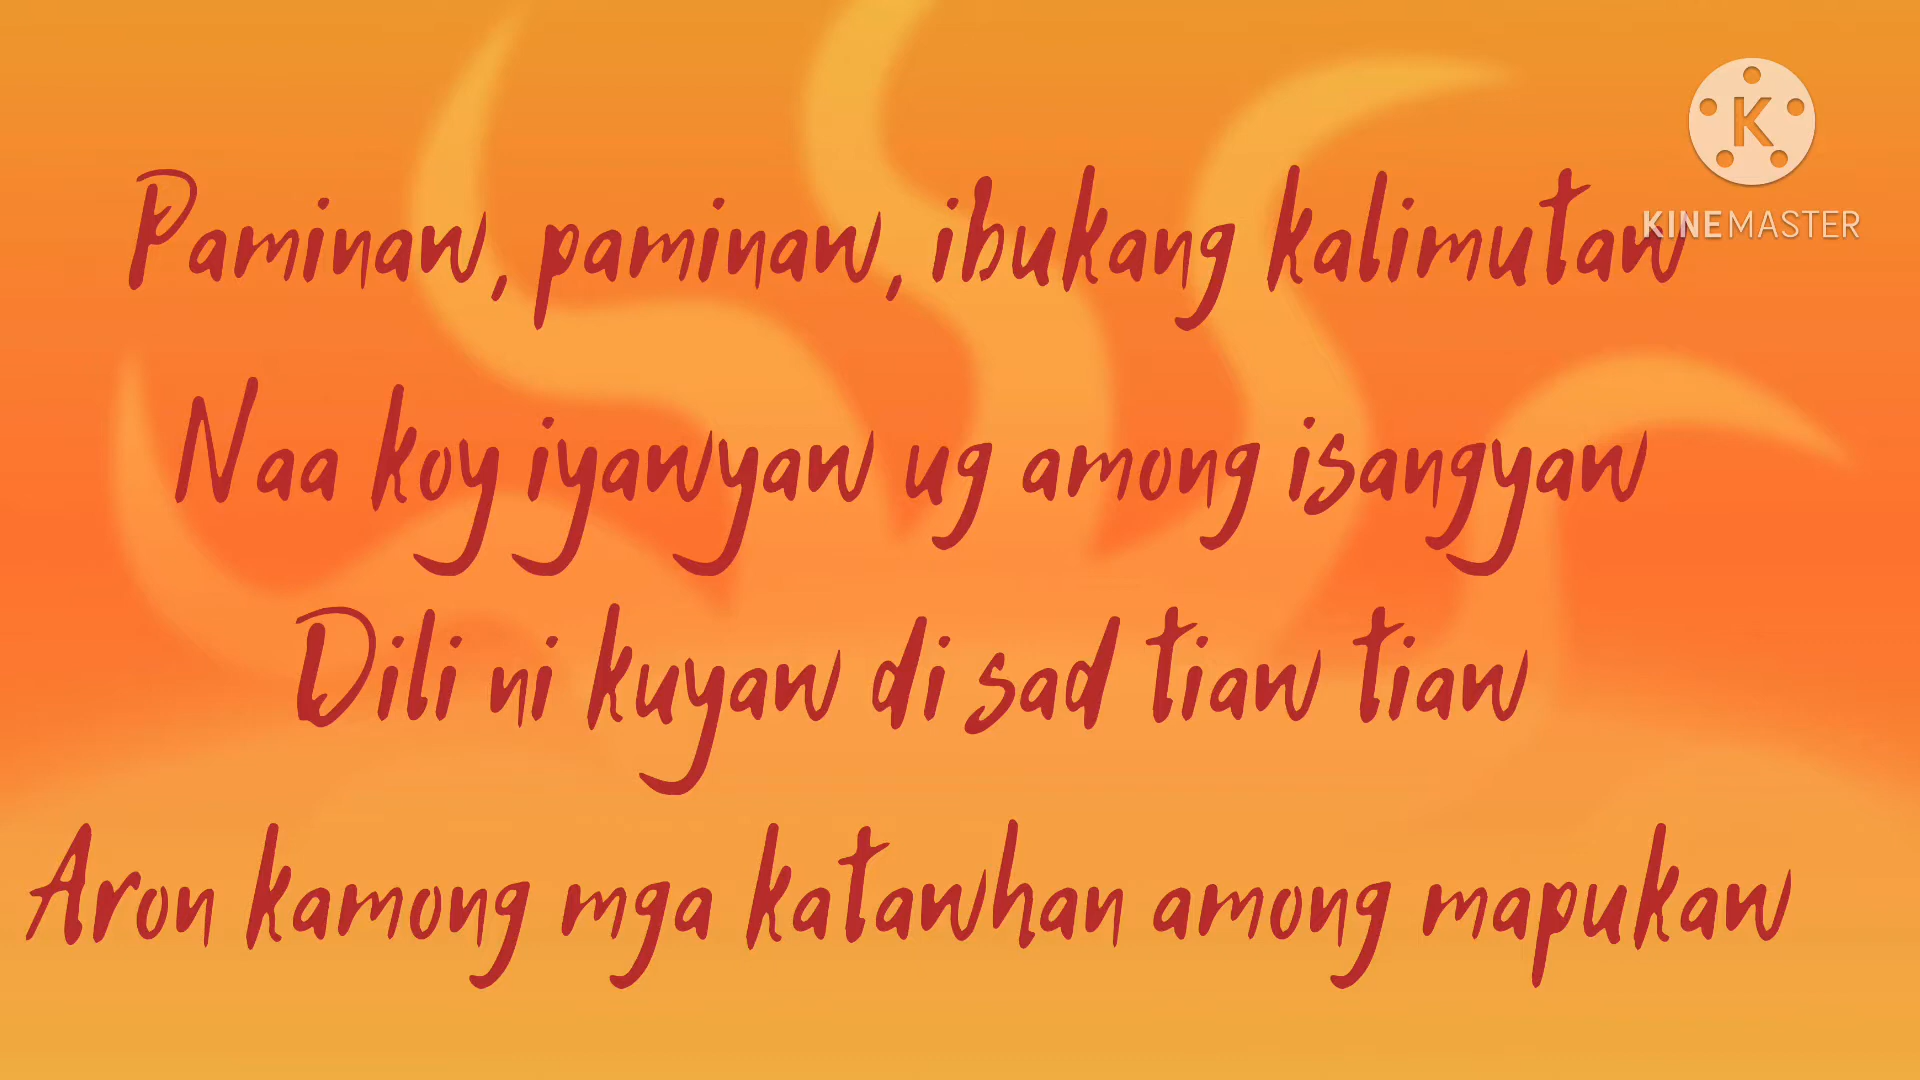 Paminaw, paminaw, ibukang kalimutaw
Naa koy iyawyaw ug among isangyaw
Dili ni kuyaw di sad tiaw tiaw
Aron kamong mga katawhan among mapukaw
K
KINEMASTER